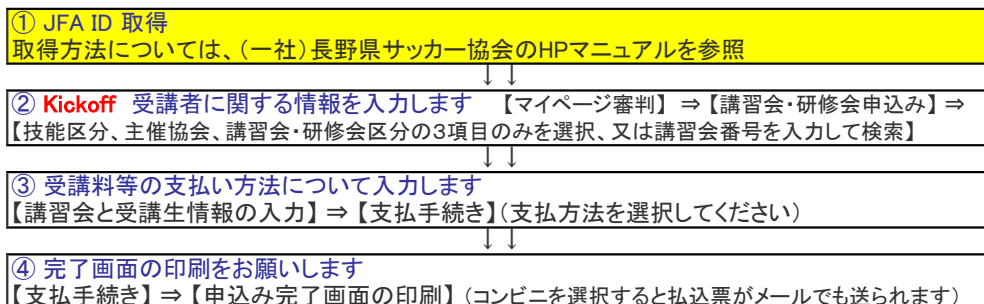 ① JFA ID 取得
取得方法については、（一社）長野県サッカー協会のHPマニュアルを参照
↓ ↓
② Kickoff 受講者に関する情報を入力します 【マイページ審判】 ⇒【講習会・研修会申込み】⇒
【技能区分、主催協会、講習会・研修会区分の3項目のみを選択、又は講習会番号を入力して検索】
↓ ↓
③ 受講料等の支払い方法について入力します
【講習会と受講生情報の入力】 ⇒ 【支払手続き】（支払方法を選択してください）
↓ ↓
④ 完了画面の印刷をお願いします
【支払手続き】 ⇒ 【申込み完了画面の印刷】 （コンビニを選択すると払込票がメールでも送られます）